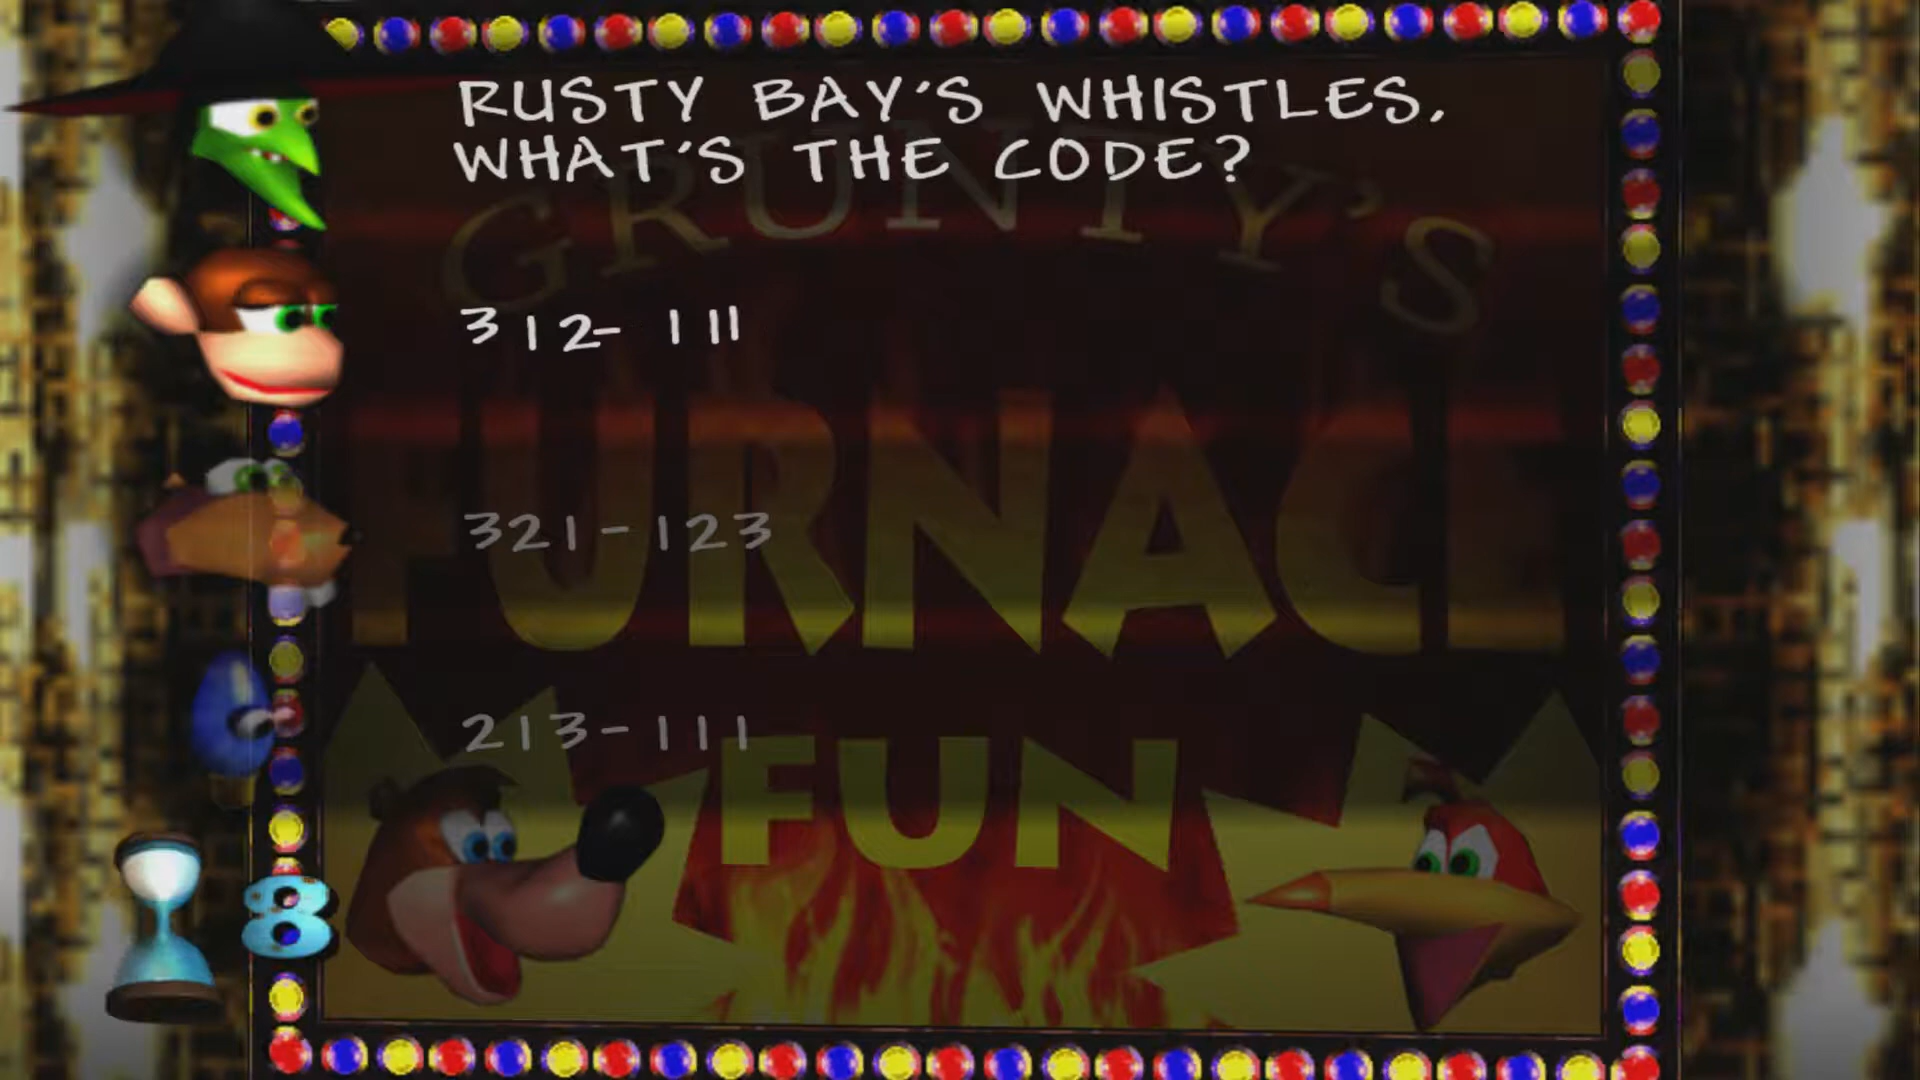 RUSTY BAY'S WHISTLES,
WHAT'S THE CODE?
GRUNTY'S
312-111
FURNACE
321-123
213-111
FUN
8